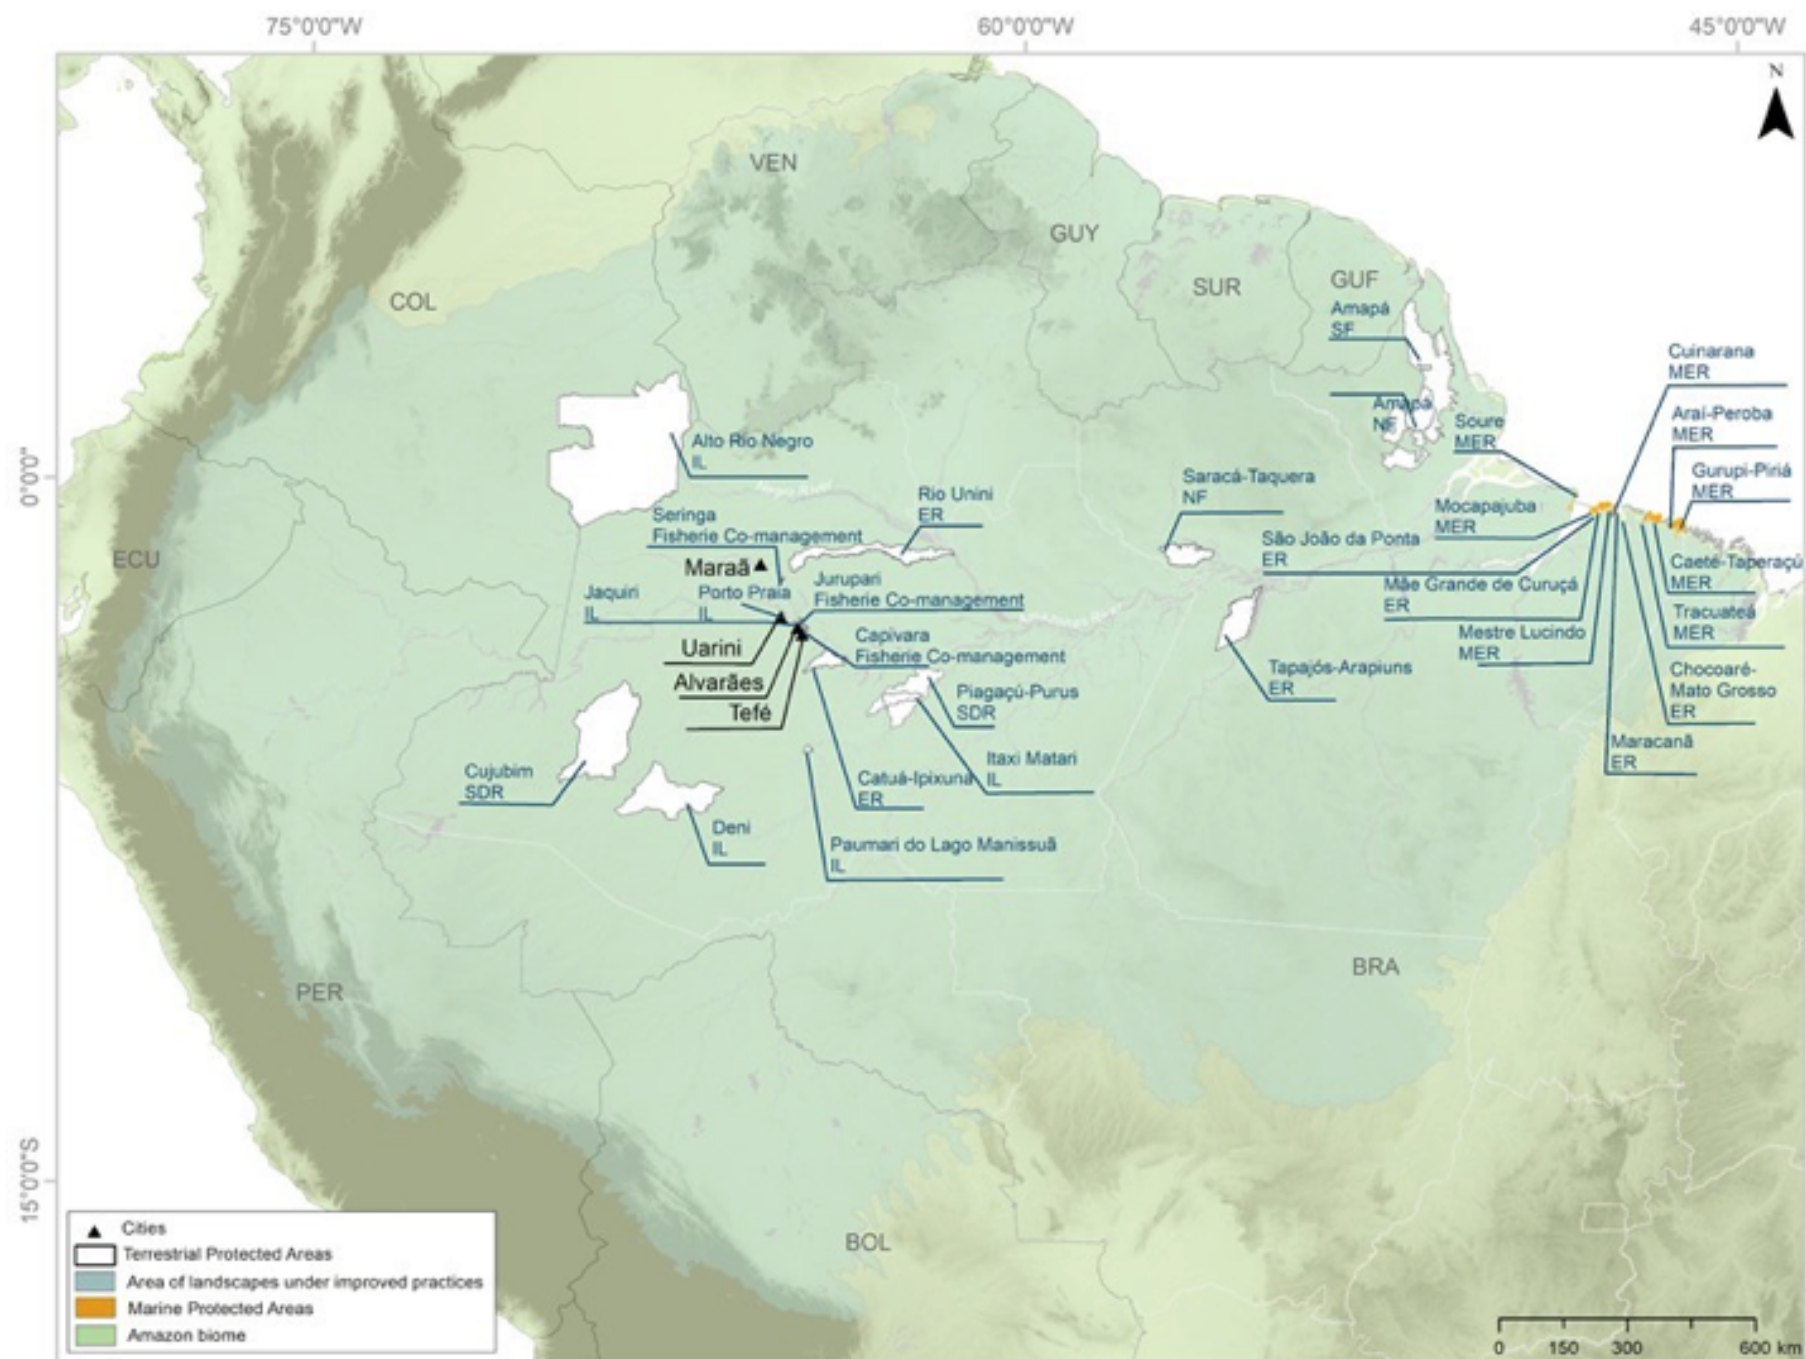 75°0'0"W
60°0'0"W
45°0'0"W
N
VEN
GUY
COL
SUR
GUF
Amapá
SF
Cuinarana
MER
Amapá
NF
Soure
MER
Araí-Peroba
MER
Alto Rio Negro
IL
Gurupi-Piriá
MER
0°0'0"
Saracá-Taquera
NF
Rio Unini
ER
Mocapajuba
MER
Seringa
Fisherie Co-management
São João da Ponta
ER
ECU
Maraã
Caeté-Taperaçú
MER
Jaquiri
IL
Porto Praia
IL
Jurupari
Fisherie Co-management
Mãe Grande de Curuçá
ER
Tracuateá
MER
Uarini
Capivara
Fisherie Co-management
Mestre Lucindo
MER
Alvarães
Tapajós-Arapiuns
ER
Chocoaré-
Mato Grosso
ER
Tefé
Piagaçú-Purus
SDR
Maracanã
ER
Cujubim
SDR
Catuá-Ipixuna
ER
Itaxi Matari
IL
Deni
IL
Paumari do Lago Manissuã
IL
BRA
PER
15°0'0"S
BOL
Cities
Terrestrial Protected Areas
Area of landscapes under improved practices
Marine Protected Areas
Amazon biome
0 150 300 600 km